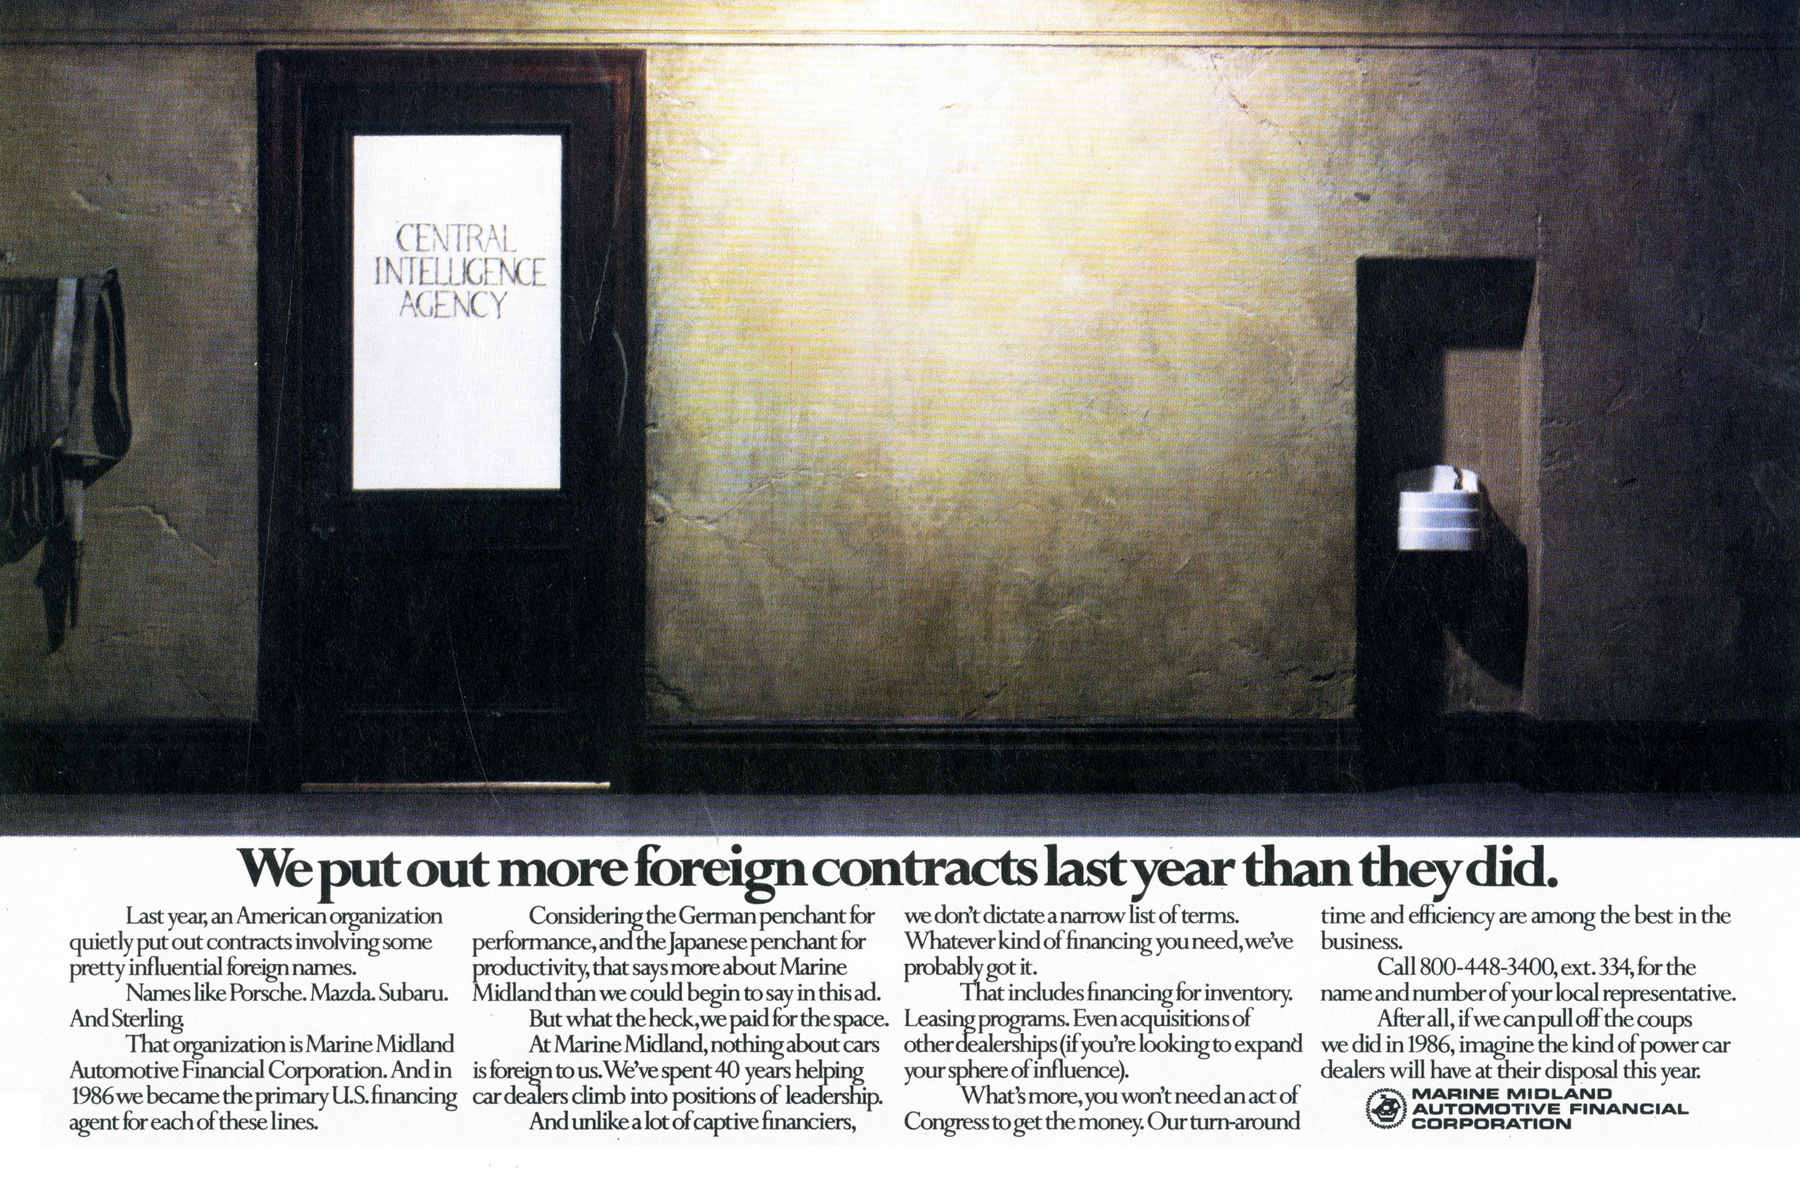 CENTRAL
INTELLIGENCE
AGENCY
We put out more foreign contracts last year than they did.
Last year, an American organization
quietly put out contracts involving some
pretty influential foreign names.
Names like Porsche. Mazda. Subaru.
And Sterling.
That organization is Marine Midland
Automotive Financial Corporation. And in
1986 we became the primary U.S. financing
agent for each of these lines.
Considering the German penchant for
performance, and the Japanese penchant for
productivity, that says more about Marine
Midland than we could begin to say in this ad.
But what the heck, we paid for the space.
At Marine Midland, nothing about cars
is foreign to us. We've spent 40 years helping
car dealers climb into positions of leadership.
And unlike a lot of captive financiers,
we don't dictate a narrow list of terms.
Whatever kind of financing you need, we've
probably got it.
That includes financing for inventory.
Leasing programs. Even acquisitions of
other dealerships (if you're looking to expand
your sphere of influence).
What's more, you won't need an act of
Congress to get the money. Our turn-around
time and efficiency are among the best in the
business.
Call 800-448-3400, ext. 334, for the
name and number of your local representative.
After all, if we can pull off the coups
we did in 1986, imagine the kind of power car
dealers will have at their disposal this year.
MARINE MIDLAND
AUTOMOTIVE FINANCIAL
CORPORATION